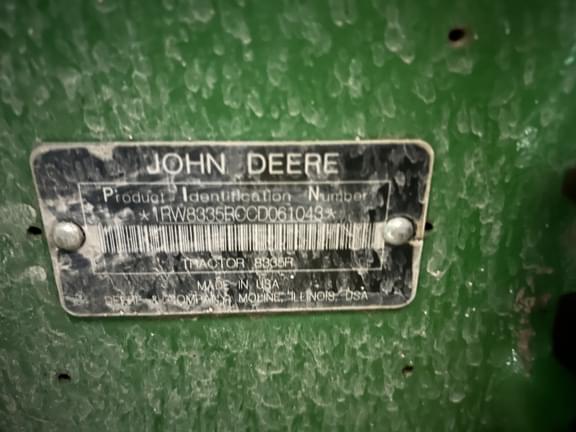 JOHN DEERE
Product Identification Number
*1RW8335RCCD061043*
TRACTOR 8335R
MADE IN USA
DEERE & COMPANY MOLINE, ILLINOIS, USA